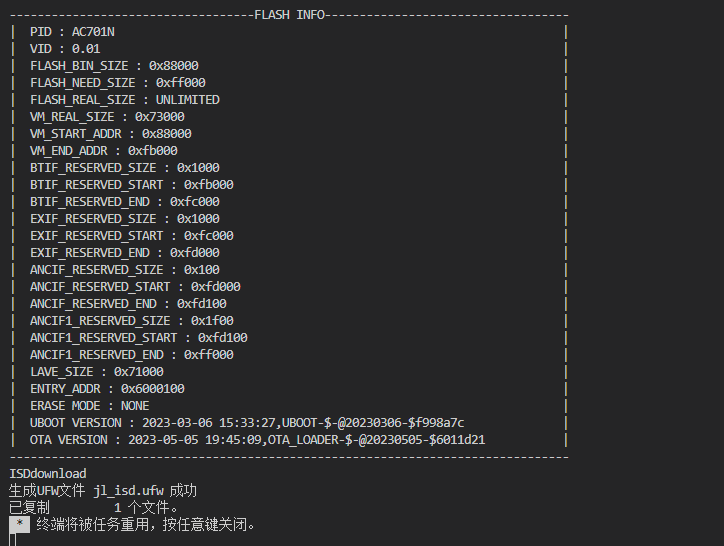 --------------------------------FLASH INFO--------------------------------
| PID : AC701N |
| VID : 0.01 |
| FLASH_BIN_SIZE : 0x88000 |
| FLASH_NEED_SIZE : 0xff000 |
| FLASH_REAL_SIZE : UNLIMITED |
| VM_REAL_SIZE : 0x73000 |
| VM_START_ADDR : 0x88000 |
| VM_END_ADDR : 0xfb000 |
| BTIF_RESERVED_SIZE : 0x1000 |
| BTIF_RESERVED_START : 0xfb000 |
| BTIF_RESERVED_END : 0xfc000 |
| EXIF_RESERVED_SIZE : 0x1000 |
| EXIF_RESERVED_START : 0xfc000 |
| EXIF_RESERVED_END : 0xfd000 |
| ANCIF_RESERVED_SIZE : 0x100 |
| ANCIF_RESERVED_START : 0xfd000 |
| ANCIF_RESERVED_END : 0xfd100 |
| ANCIF1_RESERVED_SIZE : 0x1f00 |
| ANCIF1_RESERVED_START : 0xfd100 |
| ANCIF1_RESERVED_END : 0xff000 |
| LAVE_SIZE : 0x71000 |
| ENTRY_ADDR : 0x6000100 |
| ERASE MODE : NONE |
| UBOOT VERSION : 2023-03-06 15:33:27,UBOOT-$-@20230306-$f998a7c |
| OTA VERSION : 2023-05-05 19:45:09,OTA_LOADER-$-@20230505-$6011d21 |
--------------------------------------------------------------------------
ISDdownload
生成UFW文件 jl_isd.ufw 成功
已复制         1 个文件。
* 终端将被任务重用，按任意键关闭。